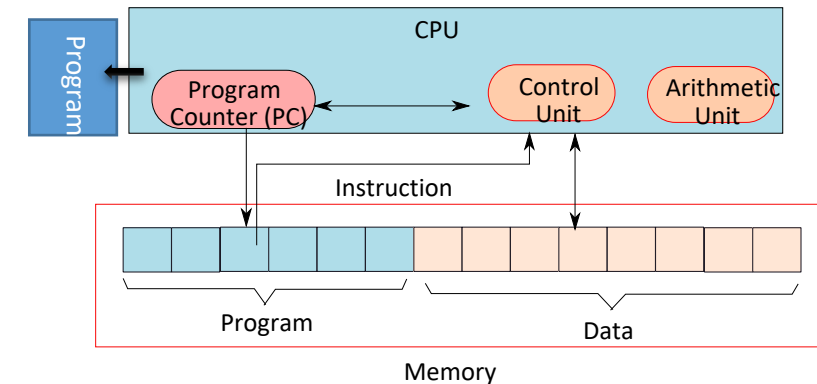 CPU
Program
Program
Counter (PC)
Control
Unit
Arithmetic
Unit
Instruction
Program
Data
Memory